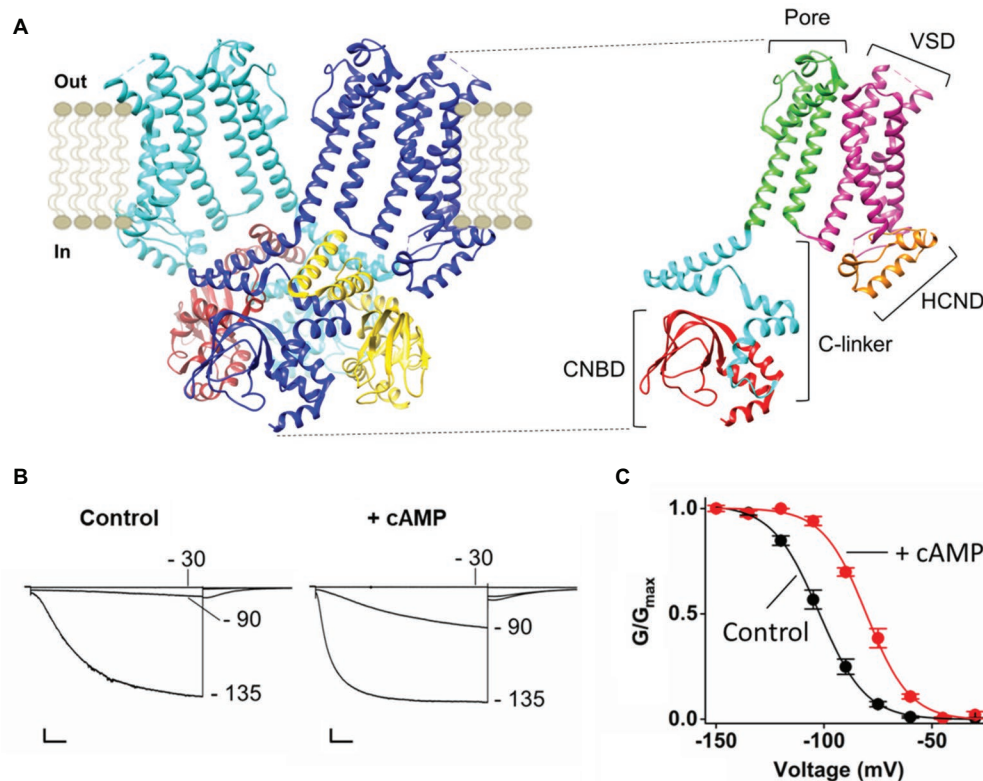 A
Out
In
Pore
VSD
HCND
C-linker
CNBD
B
Control
+ cAMP
- 30
- 30
- 90
- 90
- 135
- 135
C
1.0
0.5
0.0
G/Gmax
+ cAMP
Control
-150
-100
-50
Voltage (mV)